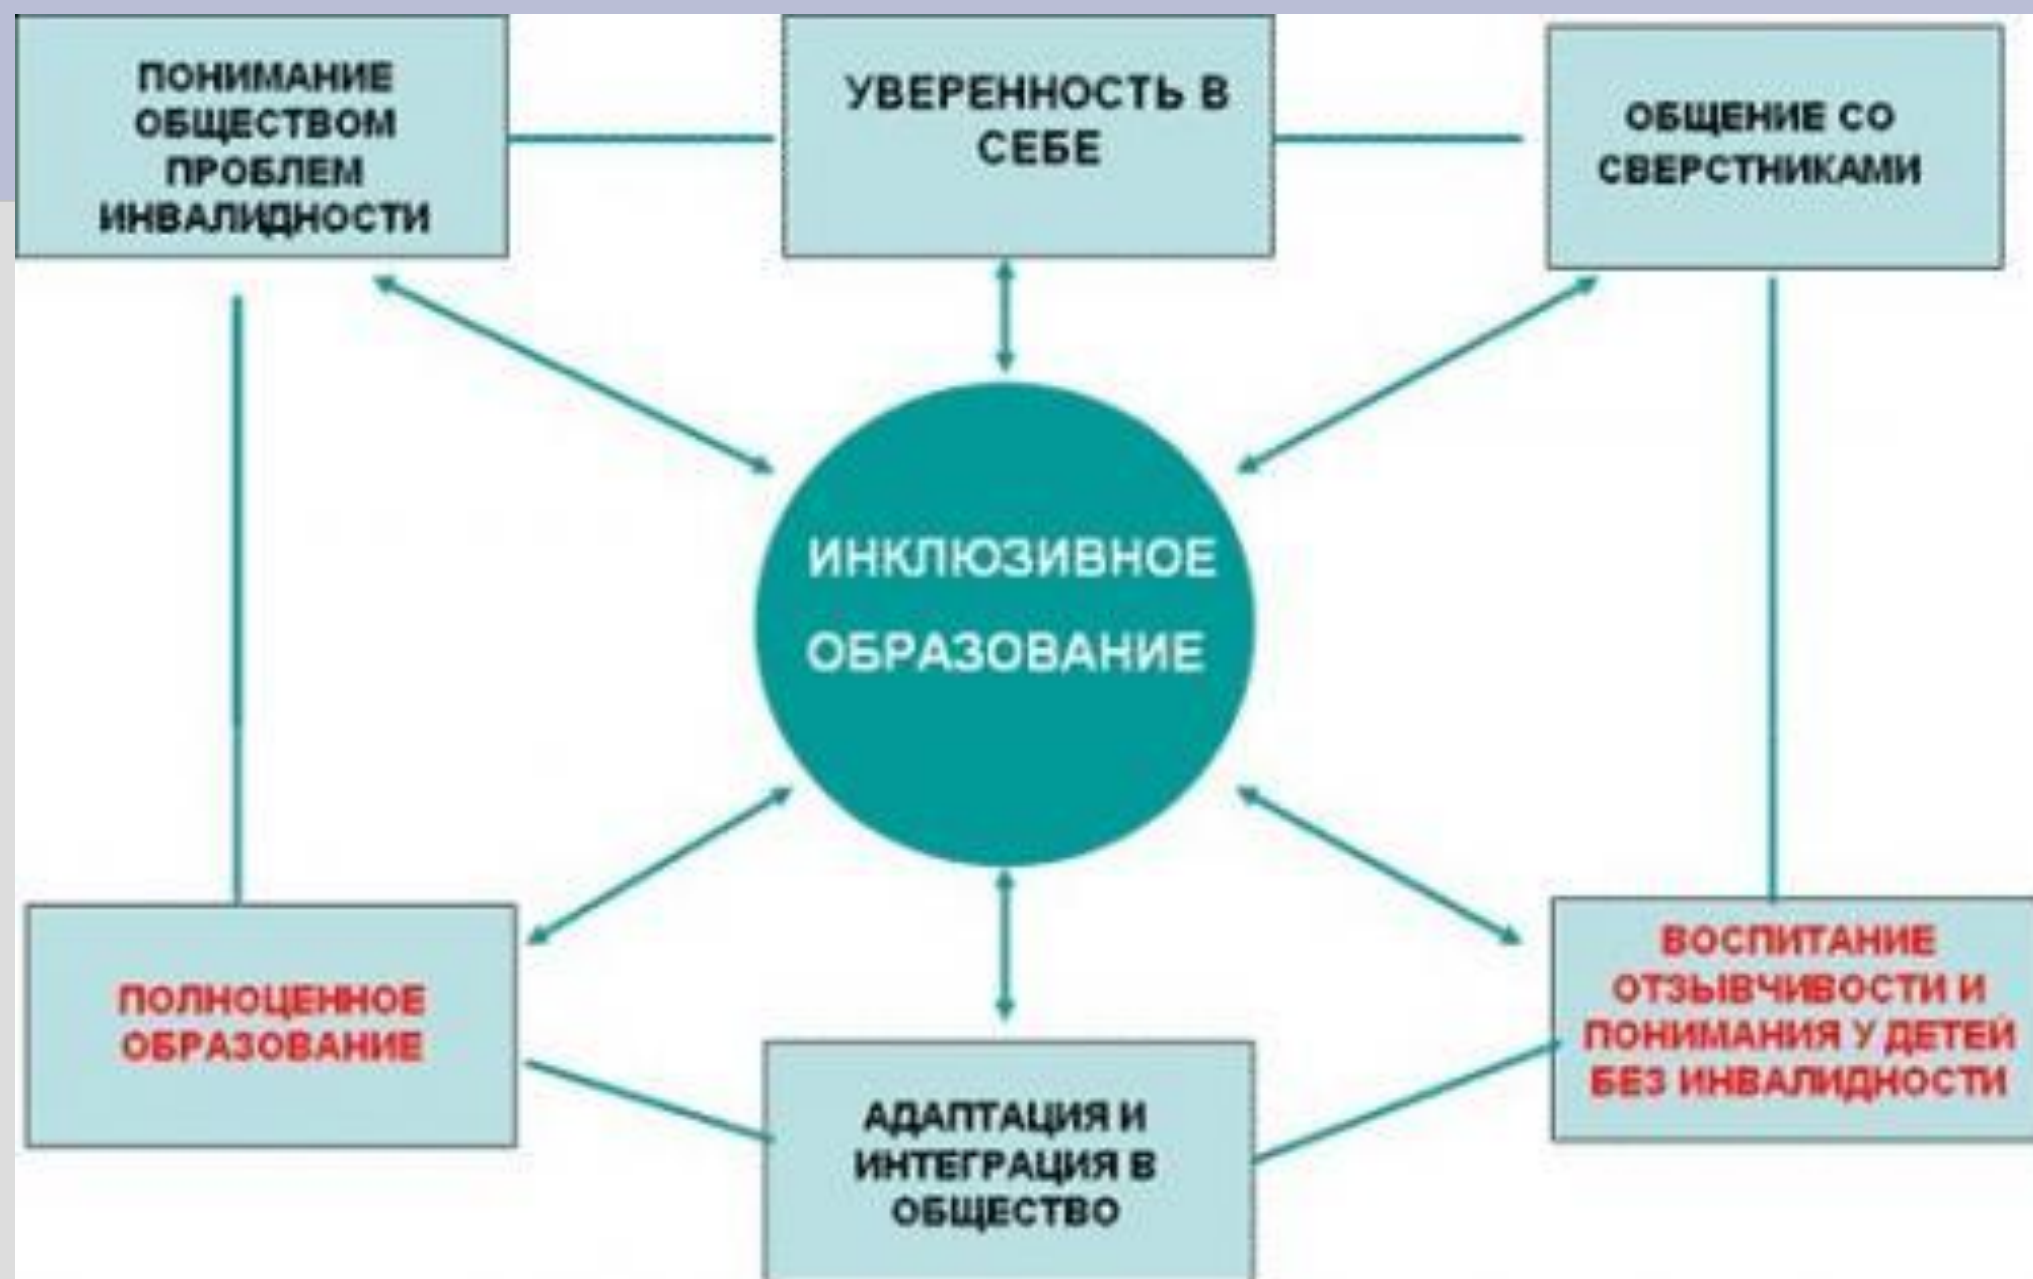 ПОНИМАНИЕ
ОБЩЕСТВОМ
ПРОБЛЕМ
ИНВАЛИДНОСТИ
УВЕРЕННОСТЬ В
СЕБЕ
ОБЩЕНИЕ СО
СВЕРСТНИКАМИ
ИНКЛЮЗИВНОЕ
ОБРАЗОВАНИЕ
ПОЛНОЦЕННОЕ
ОБРАЗОВАНИЕ
АДАПТАЦИЯ И
ИНТЕГРАЦИЯ В
ОБЩЕСТВО
ВОСПИТАНИЕ
ОТЗЫВЧИВОСТИ И
ПОНИМАНИЯ У ДЕТЕЙ
БЕЗ ИНВАЛИДНОСТИ